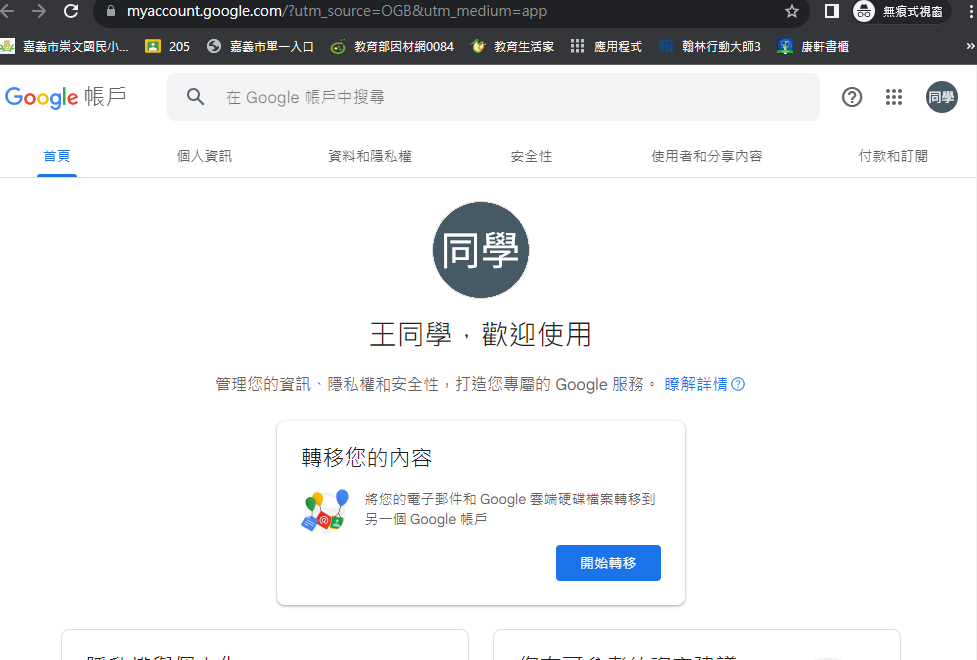 myaccount.google.com/?utm_source=OGB&utm_medium=app
無痕式視窗
嘉義市崇文國民小...
205
嘉義市單一入口
教育部因材網0084
教育生活家
應用程式
翰林行動大師3
康軒書櫃
»
Google 帳戶
在 Google 帳戶中搜尋
同學
首頁
個人資訊
資料和隱私權
安全性
使用者和分享內容
付款和訂閱
同學
王同學，歡迎使用
管理您的資訊、隱私權和安全性，打造您專屬的 Google 服務。 瞭解詳情
轉移您的內容
將您的電子郵件和 Google 雲端硬碟檔案轉移到
另一個 Google 帳戶
開始轉移